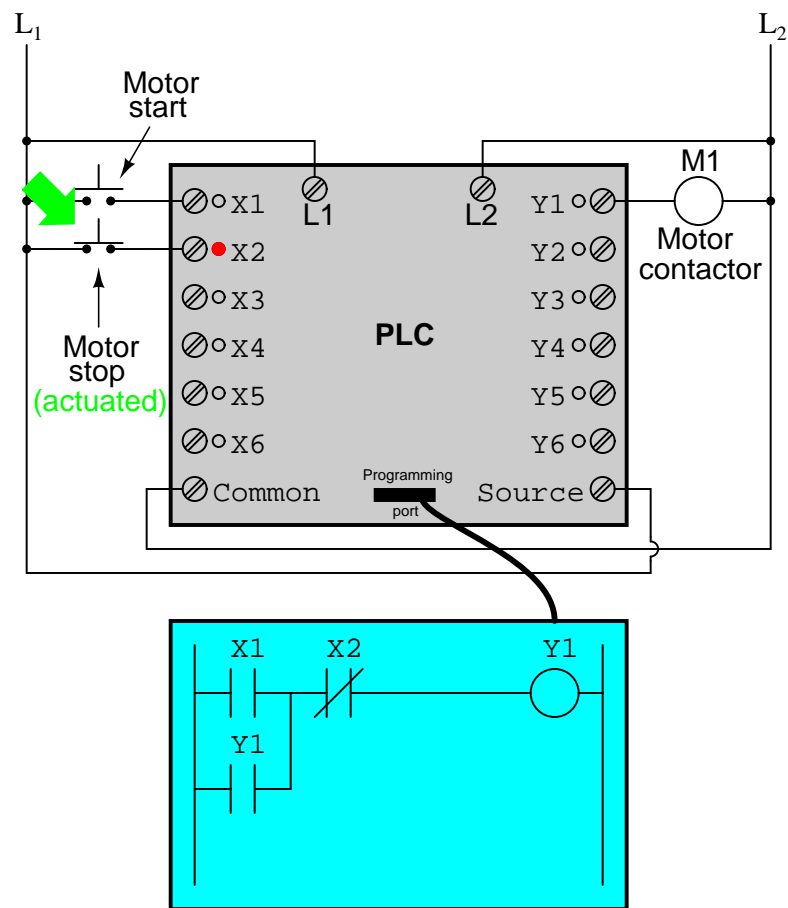 L1
L2
Motor
start
M1
X1
L1
L2
Y1
X2
Y2
Motor
contactor
X3
Y3
Motor
stop
(actuated)
X4
PLC
Y4
X5
Y5
X6
Y6
Common
Programming
port
Source
X1
X2
Y1
Y1